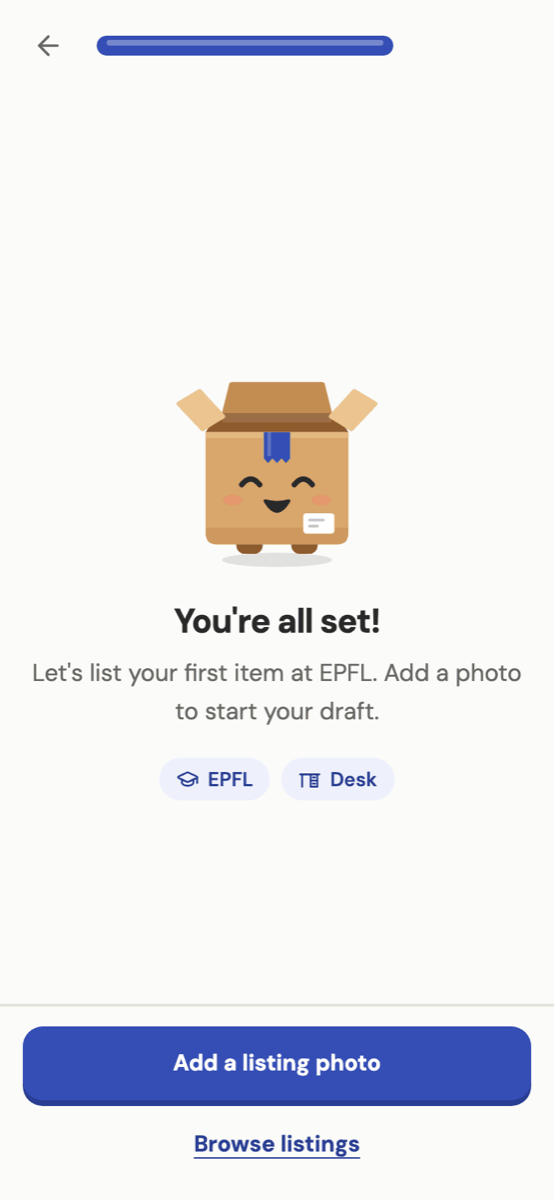 You're all set!
Let's list your first item at EPFL. Add a photo
to start your draft.
EPFL
Desk
Add a listing photo
Browse listings